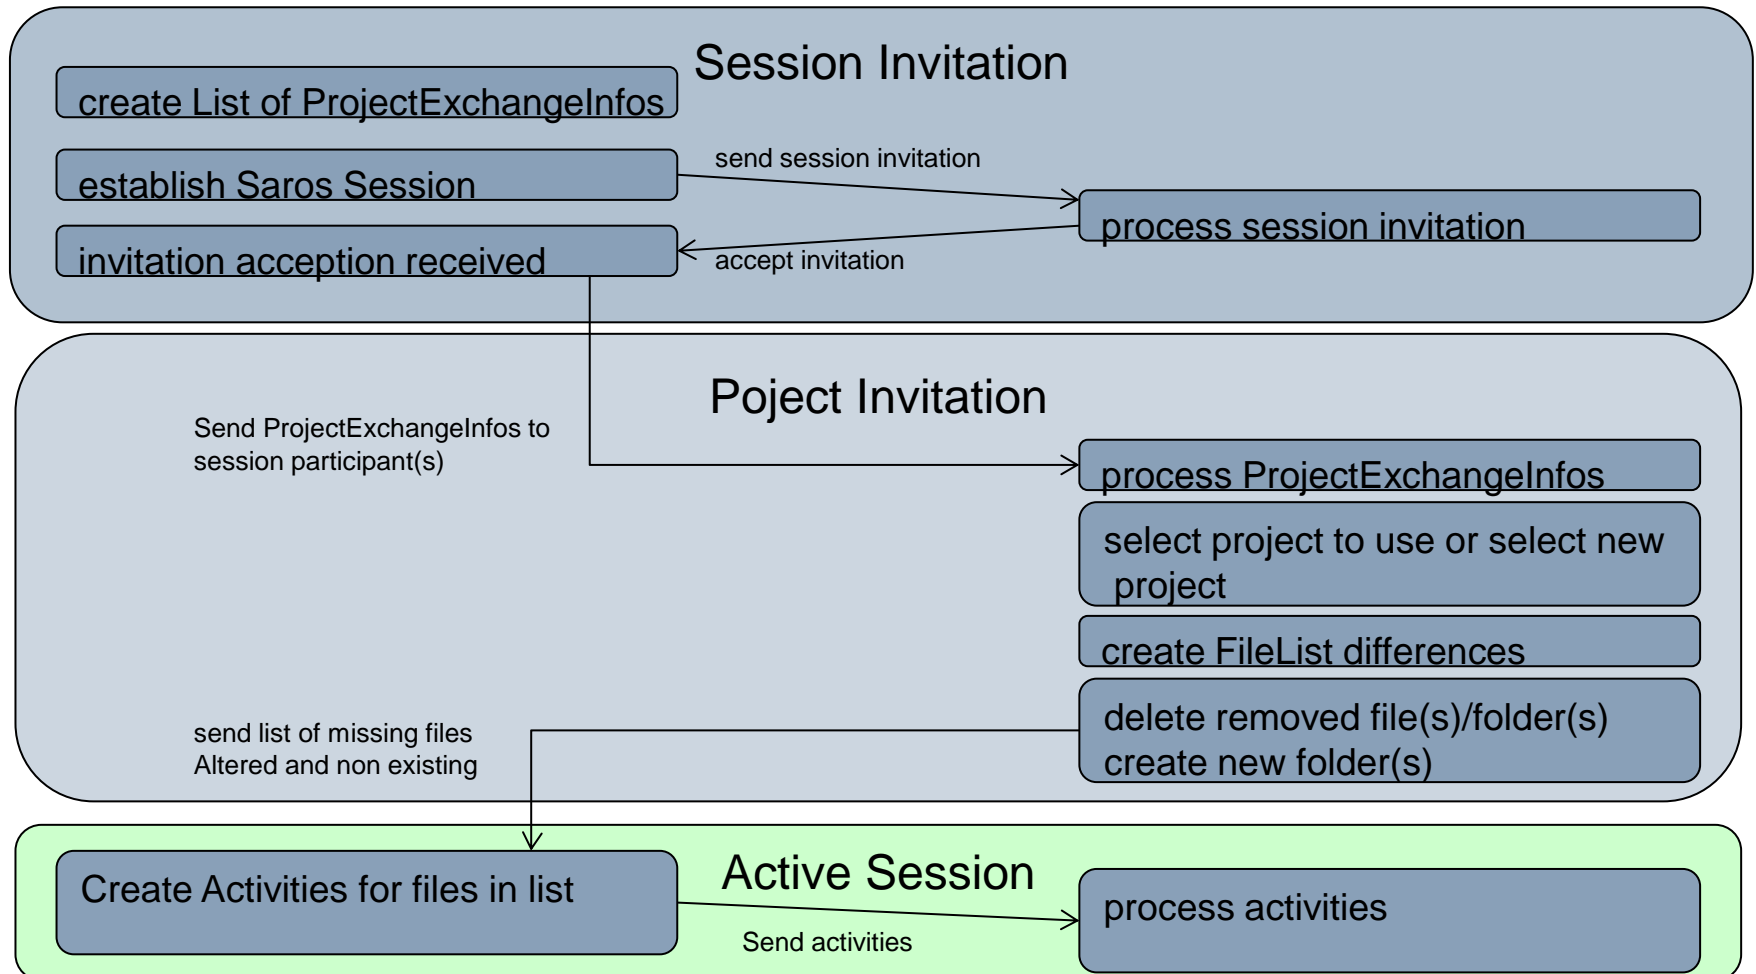 Session Invitation
create List of ProjectExchangeInfos
send session invitation
establish Saros Session
process session invitation
invitation acception received
accept invitation
Poject Invitation
Send ProjectExchangeInfos to
session participant(s)
process ProjectExchangeInfos
select project to use or select new
project
create FileList differences
delete removed file(s)/folder(s)
create new folder(s)
send list of missing files
Altered and non existing
Active Session
Create Activities for files in list
process activities
Send activities